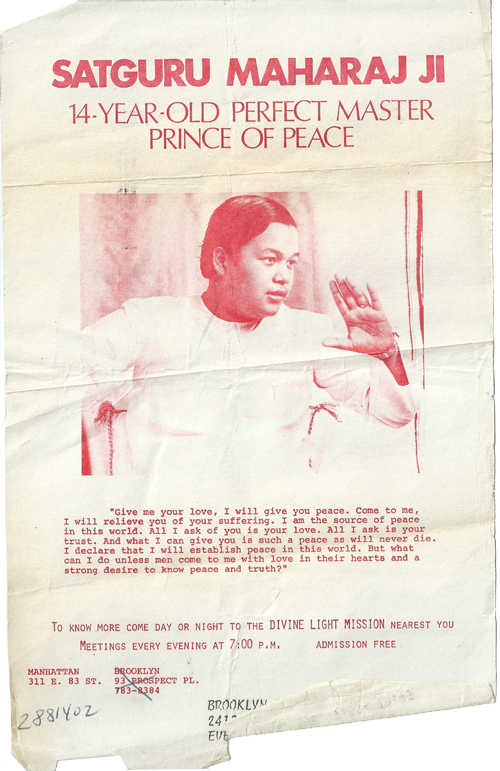 SATGURU MAHARAJ JI
14-YEAR-OLD PERFECT MASTER
PRINCE OF PEACE
"Give me your love, I will give you peace. Come to me,
I will relieve you of your suffering. I am the source of peace
in this world. All I ask of you is your love. All I ask is your
trust. And what I can give you is such a peace as will never die.
I declare that I will establish peace in this world. But what
can I do unless men come to me with love in their hearts and a
strong desire to know peace and truth?"
TO KNOW MORE COME DAY OR NIGHT TO THE DIVINE LIGHT MISSION NEAREST YOU
MEETINGS EVERY EVENING AT 7:00 P.M. ADMISSION FREE
MANHATTAN BROOKLYN
311 E. 83 ST. 93 PROSPECT PL.
783-8384
2881402
BROOKLYN